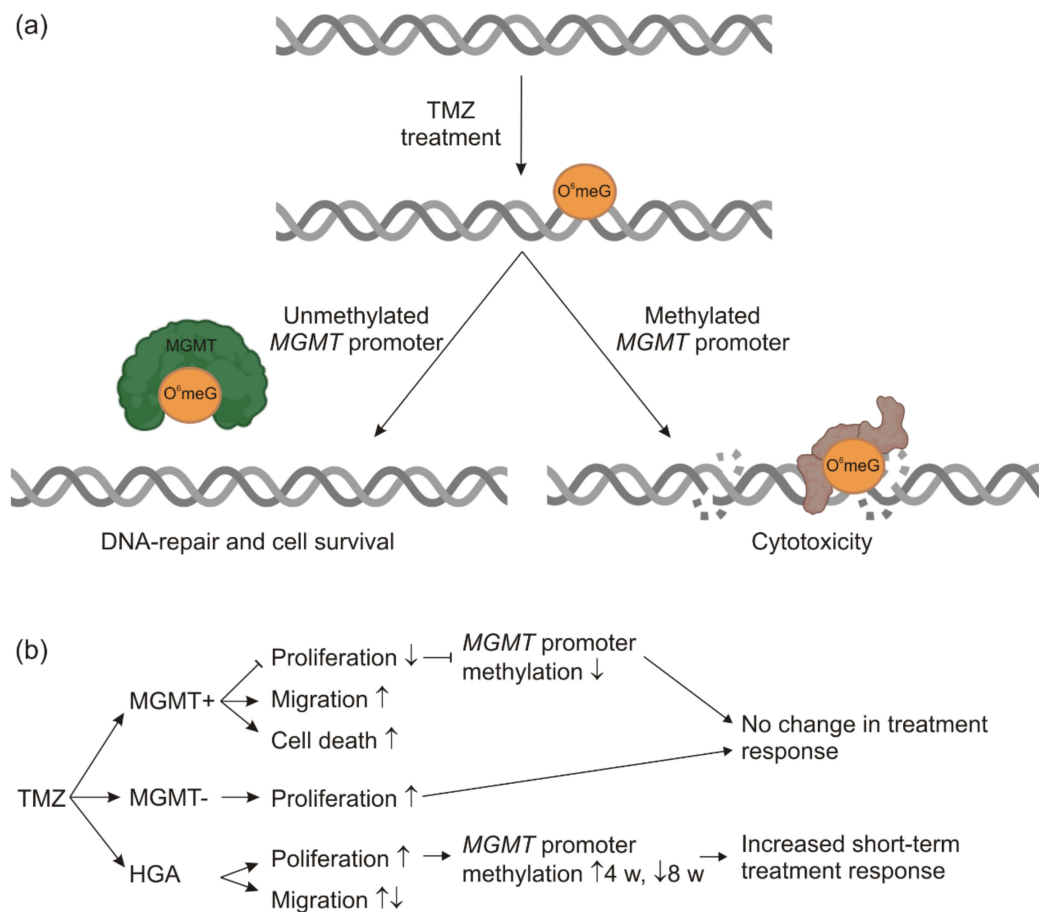 (a)
TMZ
treatment
O⁶meG
Unmethylated
MGMT promoter
Methylated
MGMT promoter
MGMT
O⁶meG
O⁶meG
DNA-repair and cell survival
Cytotoxicity
(b)
TMZ
MGMT+
Proliferation ↓
MGMT promoter
methylation ↓
Migration ↑
Cell death ↑
No change in treatment
response
MGMT-
Proliferation ↑
HGA
Poliferation ↑
Migration ↑↓
MGMT promoter
methylation ↑4 w, ↓8 w
Increased short-term
treatment response